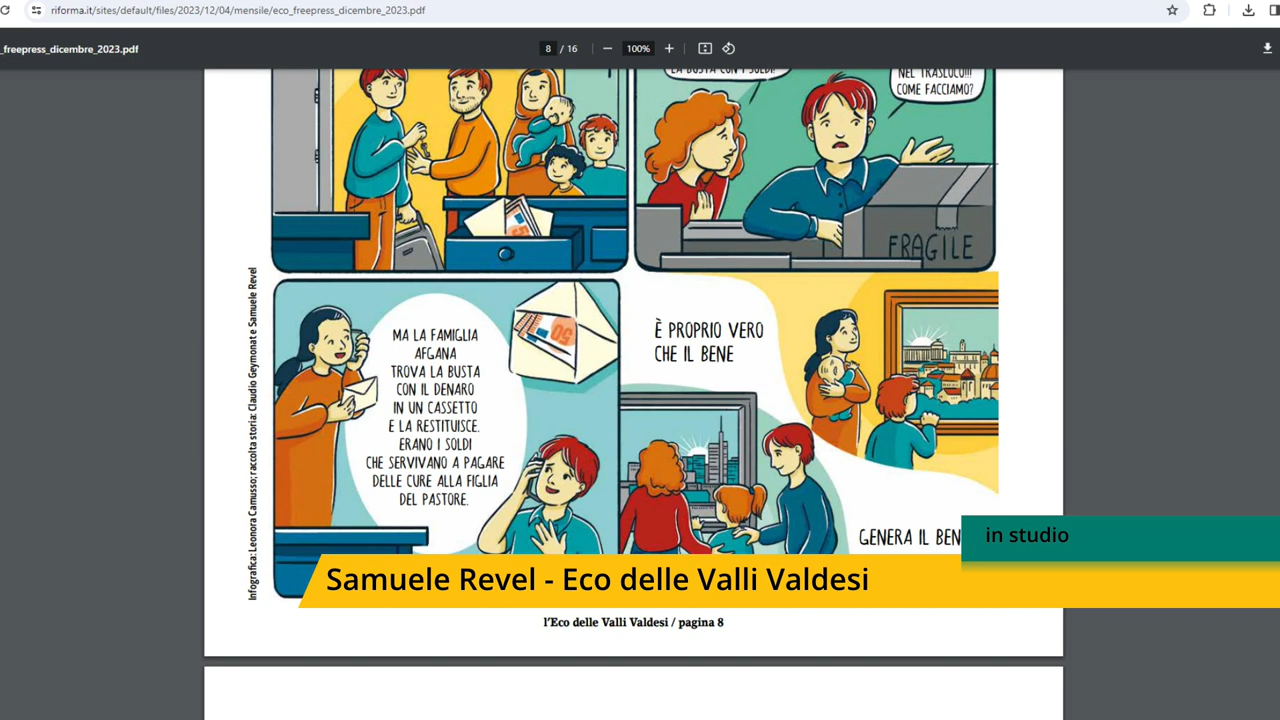 riforma.it/sites/default/files/2023/12/04/mensile/eco_freepress_dicembre_2023.pdf
_freepress_dicembre_2023.pdf
8 / 16
100%
LA BUSTA CON I SOLDI!
NEL TRASLOCO!!!
COME FACCIAMO?
FRAGILE
Infografica: Leonora Camusso; raccolta storia: Claudio Geymonat e Samuele Revel
MA LA FAMIGLIA
AFGANA
TROVA LA BUSTA
CON IL DENARO
IN UN CASSETTO
E LA RESTITUISCE.
ERANO I SOLDI
CHE SERVIVANO A PAGARE
DELLE CURE ALLA FIGLIA
DEL PASTORE.
50
È PROPRIO VERO
CHE IL BENE
GENERA IL BEN
in studio
Samuele Revel - Eco delle Valli Valdesi
l'Eco delle Valli Valdesi / pagina 8